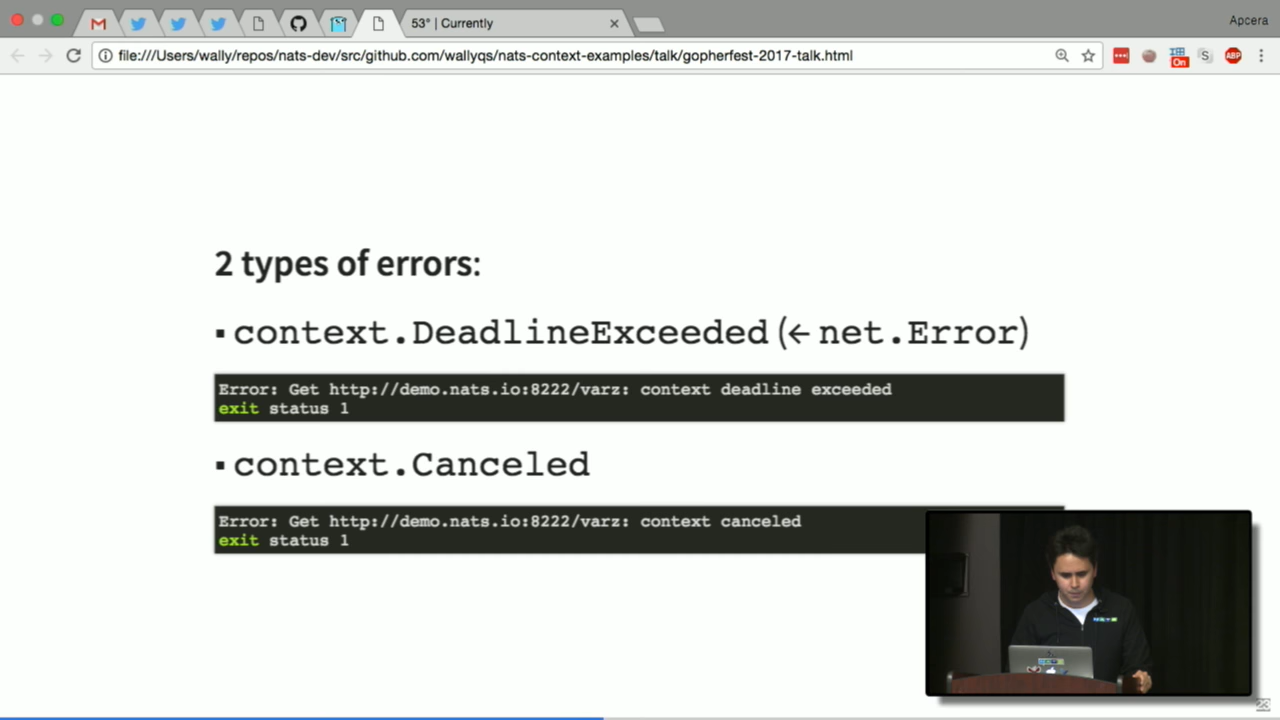 53° | Currently
Apcera
file:///Users/wally/repos/nats-dev/src/github.com/wallyqs/nats-context-examples/talk/gopherfest-2017-talk.html
On
S
ABP
2 types of errors:
▪ context.DeadlineExceeded (← net.Error)
Error: Get http://demo.nats.io:8222/varz: context deadline exceeded
exit status 1
▪ context.Canceled
Error: Get http://demo.nats.io:8222/varz: context canceled
exit status 1